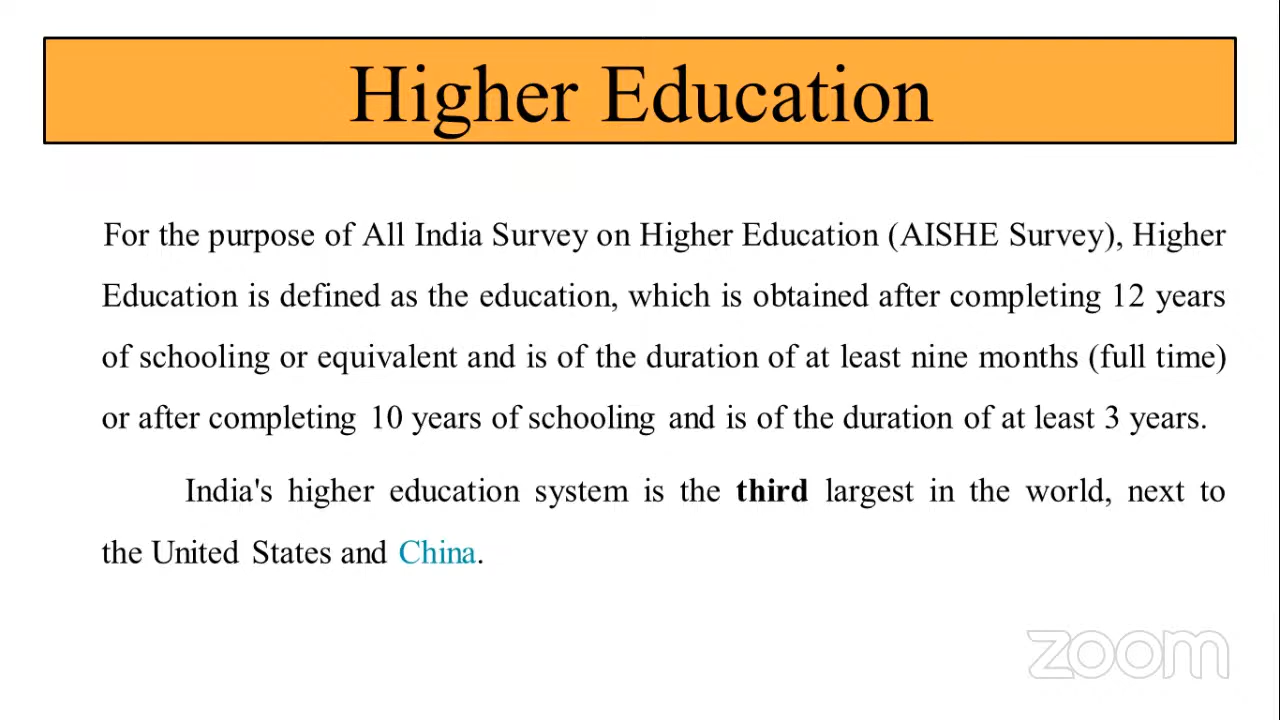 Higher Education
For the purpose of All India Survey on Higher Education (AISHE Survey), Higher
Education is defined as the education, which is obtained after completing 12 years
of schooling or equivalent and is of the duration of at least nine months (full time)
or after completing 10 years of schooling and is of the duration of at least 3 years.
India's higher education system is the third largest in the world, next to
the United States and China.
zoom